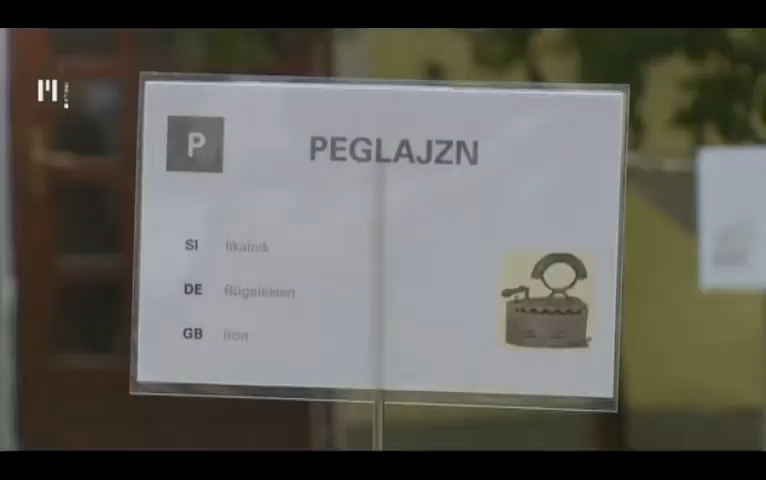 P
PEGLAJZN
SI likalnik
DE Bügeleisen
GB Iron